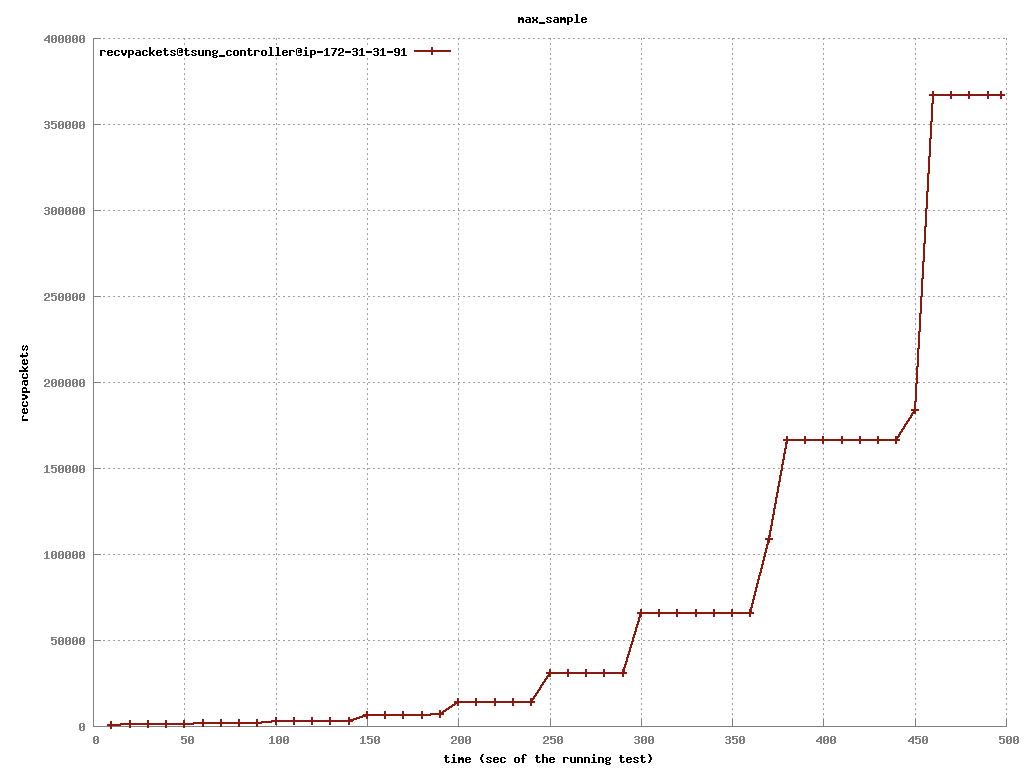 max_sample
recvpackets@tsung_controller@ip-172-31-31-91
400000
350000
300000
250000
200000
150000
100000
50000
0
recvpackets
0 50 100 150 200 250 300 350 400 450 500
time (sec of the running test)